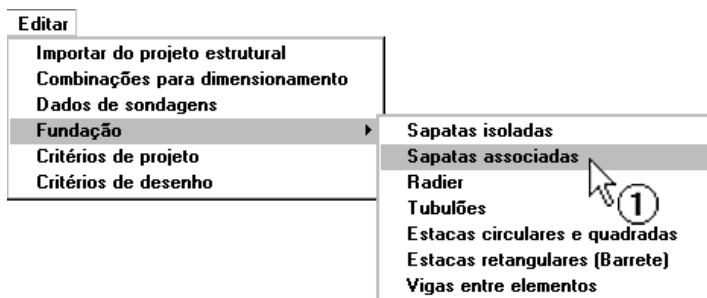 Editar
Importar do projeto estrutural
Combinações para dimensionamento
Dados de sondagens
Fundação
Critérios de projeto
Critérios de desenho
Sapatas isoladas
Sapatas associadas
1
Radier
Tubulões
Estacas circulares e quadradas
Estacas retangulares (Barrete)
Vigas entre elementos